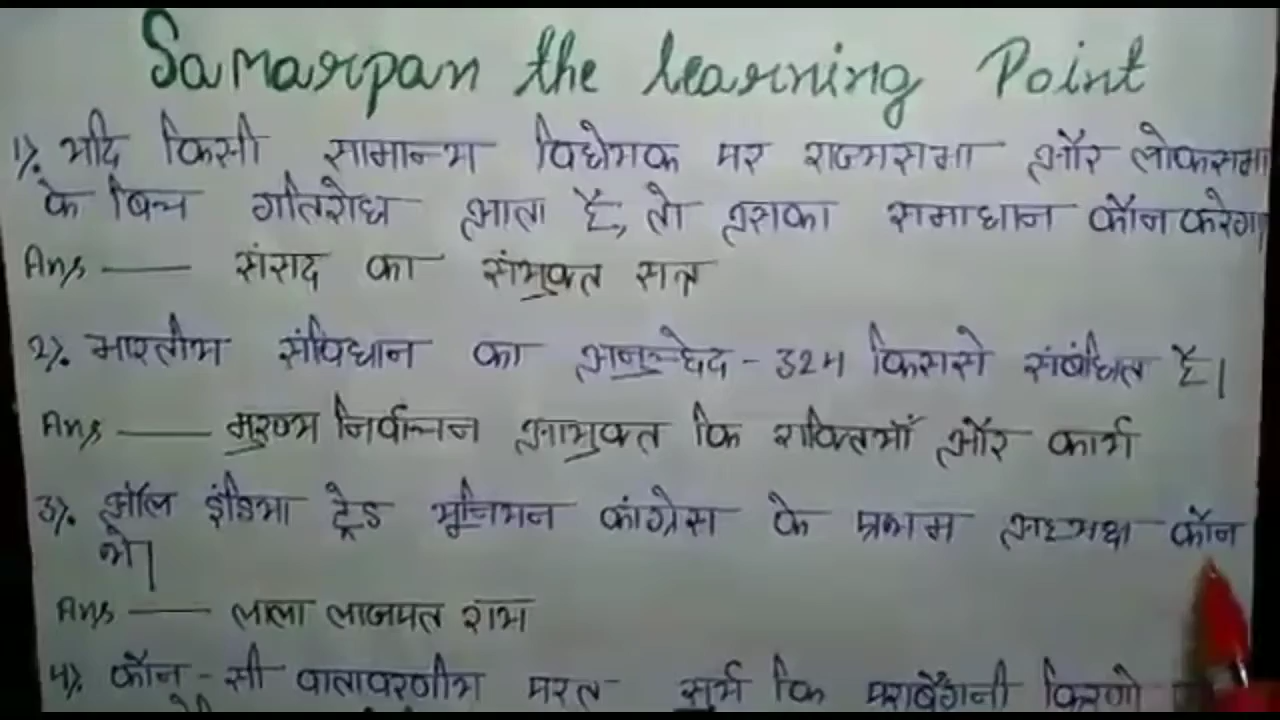 Samarpan the learning Point
1). यदि किसी सामान्य विधेयक पर राज्यसभा और लोकसभा
के बिच गतिरोध आता है, तो इसका समाधान कौन करेगा
Ans —— संसद का संयुक्त सत्र
2). भारतीय संविधान का अनुच्छेद - 324 किससे संबंधित है।
Ans —— मुख्य निर्वाचन आयुक्त कि शक्तियाँ और कार्य
3). ऑल इंडिया ट्रेड यूनियन कांग्रेस के प्रथम अध्यक्ष कौन
थे।
Ans —— लाला लाजपत राय
4). कौन - सी वातावरणीय परत सुर्य कि पराबैंगनी किरणो